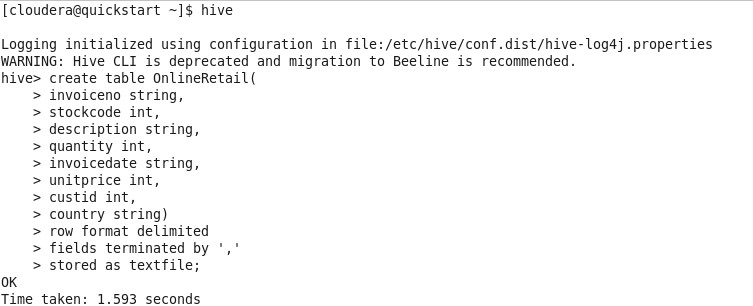 [cloudera@quickstart ~]$ hive
Logging initialized using configuration in file:/etc/hive/conf.dist/hive-log4j.properties
WARNING: Hive CLI is deprecated and migration to Beeline is recommended.
hive> create table OnlineRetail(
    > invoiceno string,
    > stockcode int,
    > description string,
    > quantity int,
    > invoicedate string,
    > unitprice int,
    > custid int,
    > country string)
    > row format delimited
    > fields terminated by ','
    > stored as textfile;
OK
Time taken: 1.593 seconds